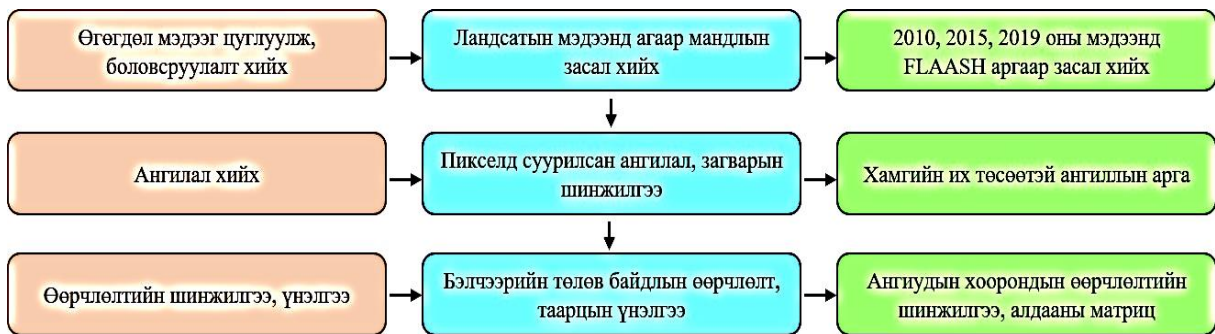 Өгөгдөл мэдээг цуглуулж,
боловсруулалт хийх
Ландсатын мэдээнд агаар мандлын
засал хийх
2010, 2015, 2019 оны мэдээнд
FLAASH аргаар засал хийх
Ангилал хийх
Пикселд суурилсан ангилал, загварын
шинжилгээ
Хамгийн их төсөөтэй ангиллын арга
Өөрчлөлтийн шинжилгээ, үнэлгээ
Бэлчээрийн төлөв байдлын өөрчлөлт,
таарцын үнэлгээ
Ангиудын хоорондын өөрчлөлтийн
шинжилгээ, алдааны матриц